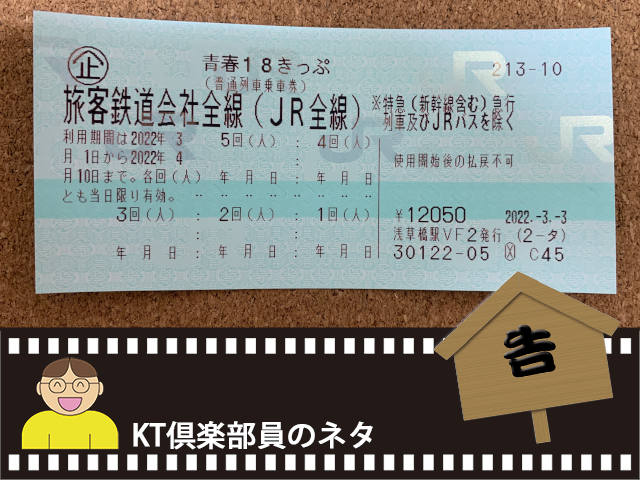 企
青春18きっぷ
213-10
(普通列車乗車券)
旅客鉄道会社全線(JR全線)
※特急(新幹線含む)急行
列車及びJRバスを除く
利用期間は2022年 3 5回(人) : 4回(人)
月 1日から2022年 4 : :
月10日まで。各回(人) 年 月 日 : 年 月 日
とも当日限り有効。
使用開始後の払戻不可
3回(人) : 2回(人) : 1回(人)
: :
年 月 日 : 年 月 日 : 年 月 日
¥12050 2022.-3.-3
浅草橋駅VF2発行 (2-タ)
30122-05 X C45
告
KT倶楽部員のネタ